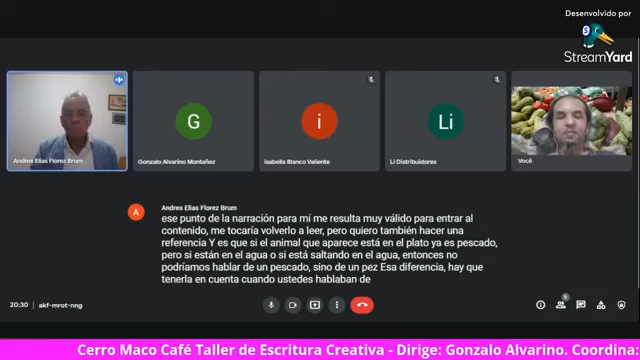 Desenvolvido por
StreamYard
G
i
Li
Andres Elias Florez Brum
Gonzalo Alvarino Montañez
isabella Blanco Valiente
Li Distribuidores
Você
Andres Elias Florez Brum
A
ese punto de la narración para mí me resulta muy válido para entrar al
contenido, me tocaría volverlo a leer, pero quiero también hacer una
referencia Y es que si el animal que aparece está en el plato ya es pescado,
pero si están en el agua o si está saltando en el agua, entonces no
podríamos hablar de un pescado, sino de un pez Esa diferencia, hay que
tenerla en cuenta cuando ustedes hablaban de
20:30 akf-mrot-nng
Cerro Maco Café Taller de Escritura Creativa - Dirige: Gonzalo Alvarino. Coordina: